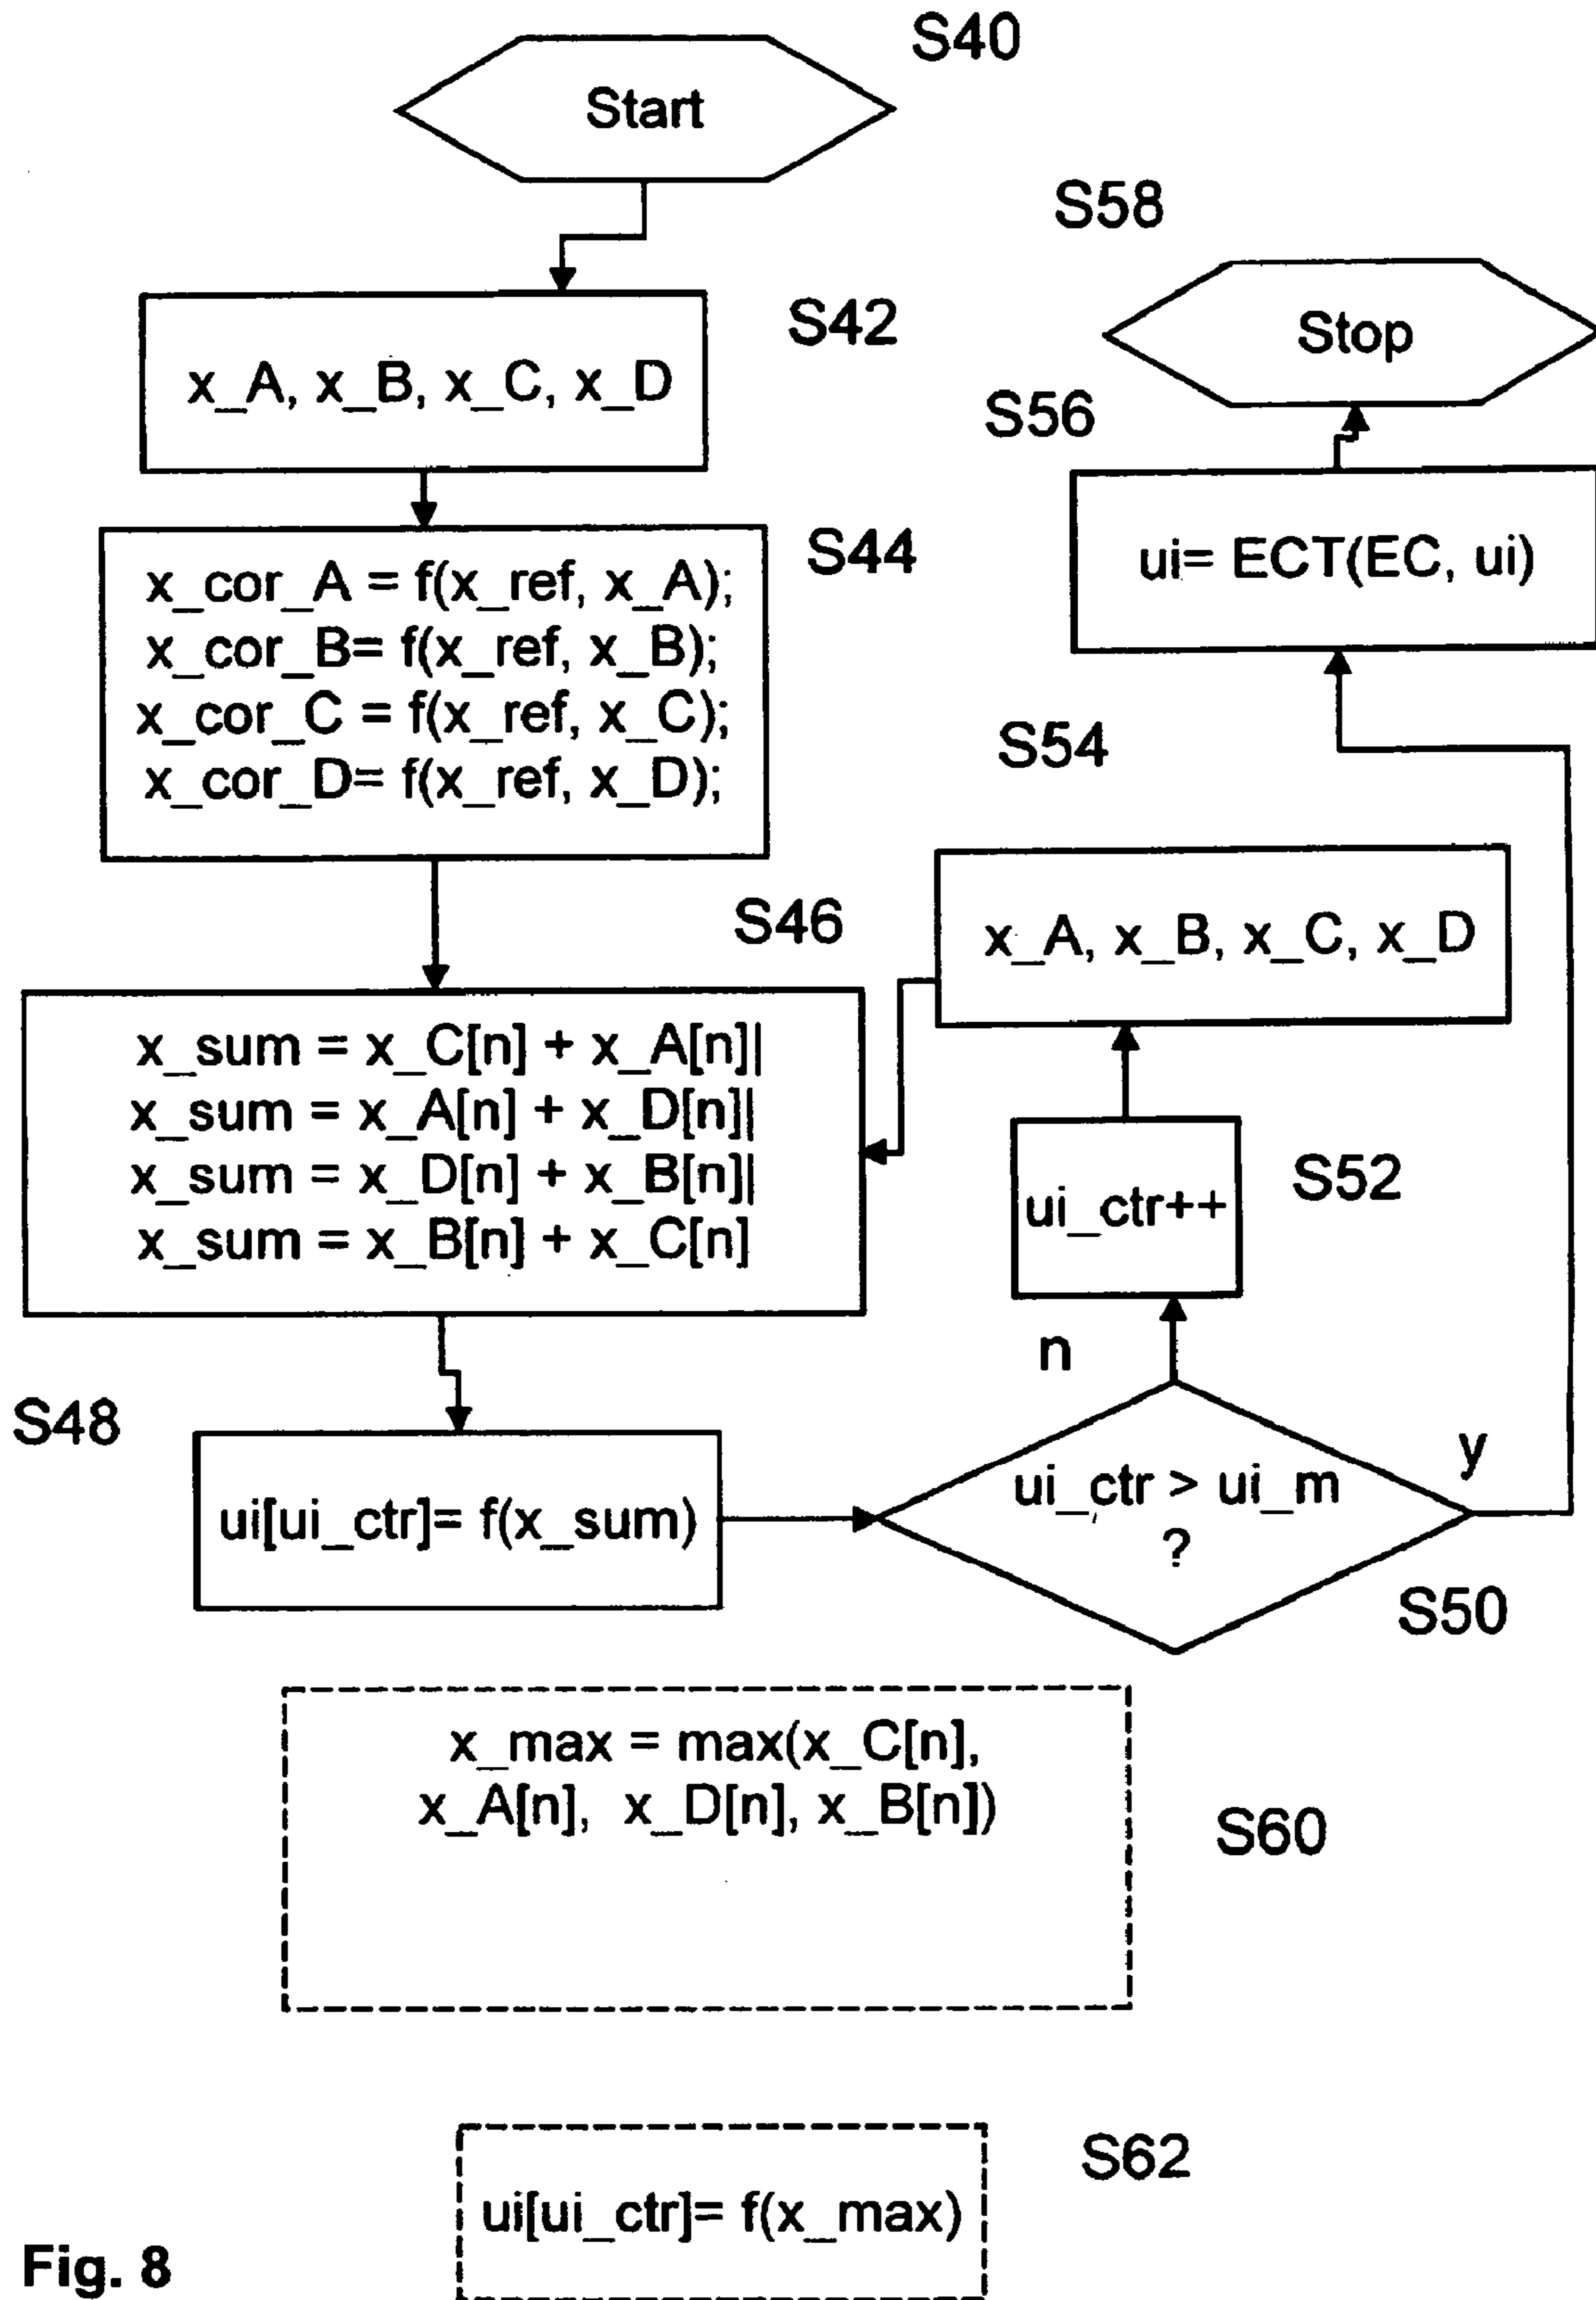 S40
Start
S42
x_A, x_B, x_C, x_D
S44
x_cor_A = f(x_ref, x_A);
x_cor_B= f(x_ref, x_B);
x_cor_C = f(x_ref, x_C);
x_cor_D= f(x_ref, x_D);
S46
x_sum = x_C[n] + x_A[n]|
x_sum = x_A[n] + x_D[n]|
x_sum = x_D[n] + x_B[n]|
x_sum = x_B[n] + x_C[n]
S48
ui[ui_ctr]= f(x_sum)
ui_ctr > ui_m
?
S50
n
y
ui_ctr++
S52
S54
x_A, x_B, x_C, x_D
S56
ui= ECT(EC, ui)
S58
Stop
x_max = max(x_C[n],
x_A[n], x_D[n], x_B[n])
S60
S62
ui[ui_ctr]= f(x_max)
Fig. 8